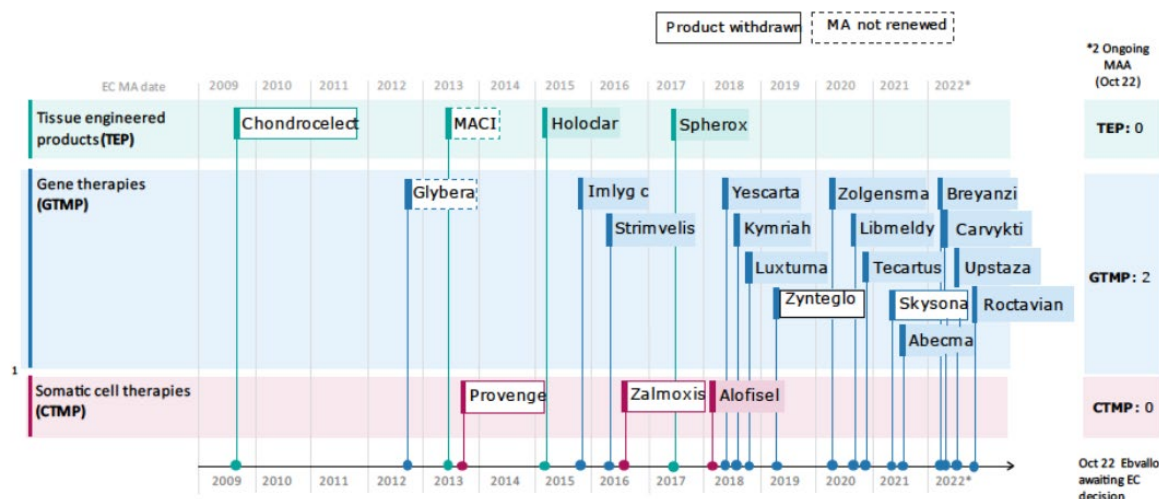 Product withdrawn
MA not renewed
*2 Ongoing
MAA
(Oct 22)
EC MA date
2009 2010 2011 2012 2013 2014 2015 2016 2017 2018 2019 2020 2021 2022*
Tissue engineered
products(TEP)
Chondrocelect
MACI
Holoclar
Spherox
TEP: 0
Gene therapies
(GTMP)
Glybera
Imlyg c
Yescarta
Zolgensma
Breyanzi
Strimvelis
Kymriah
Libmeldy
Carvykti
Luxturna
Tecartus
Upstaza
GTMP: 2
Zynteglo
Skysona
Roctavian
Abecma
1
Somatic cell therapies
(CTMP)
Provenge
Zalmoxis
Alofisel
CTMP: 0
2009 2010 2011 2012 2013 2014 2015 2016 2017 2018 2019 2020 2021 2022*
Oct 22 Ebvallo
awaiting EC
decision